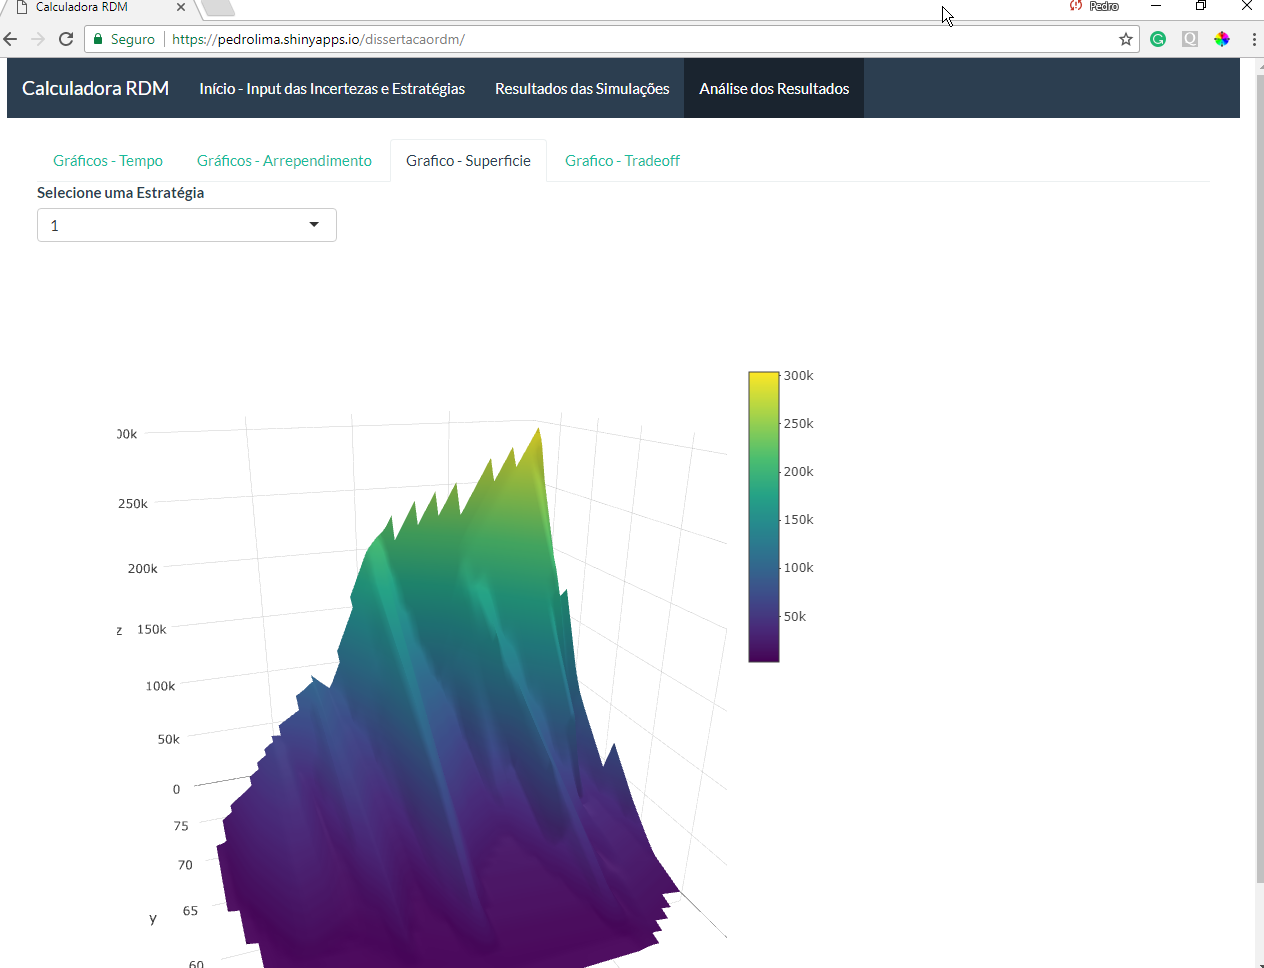 Calculadora RDM
Pedro
Seguro
https://pedrolima.shinyapps.io/dissertacaordm/
Calculadora RDM
Início - Input das Incertezas e Estratégias
Resultados das Simulações
Análise dos Resultados
Gráficos - Tempo
Gráficos - Arrependimento
Grafico - Superficie
Grafico - Tradeoff
Selecione uma Estratégia
1
300k
250k
200k
150k
100k
50k
00k
250k
200k
z
150k
100k
50k
0
75
70
65
y
60